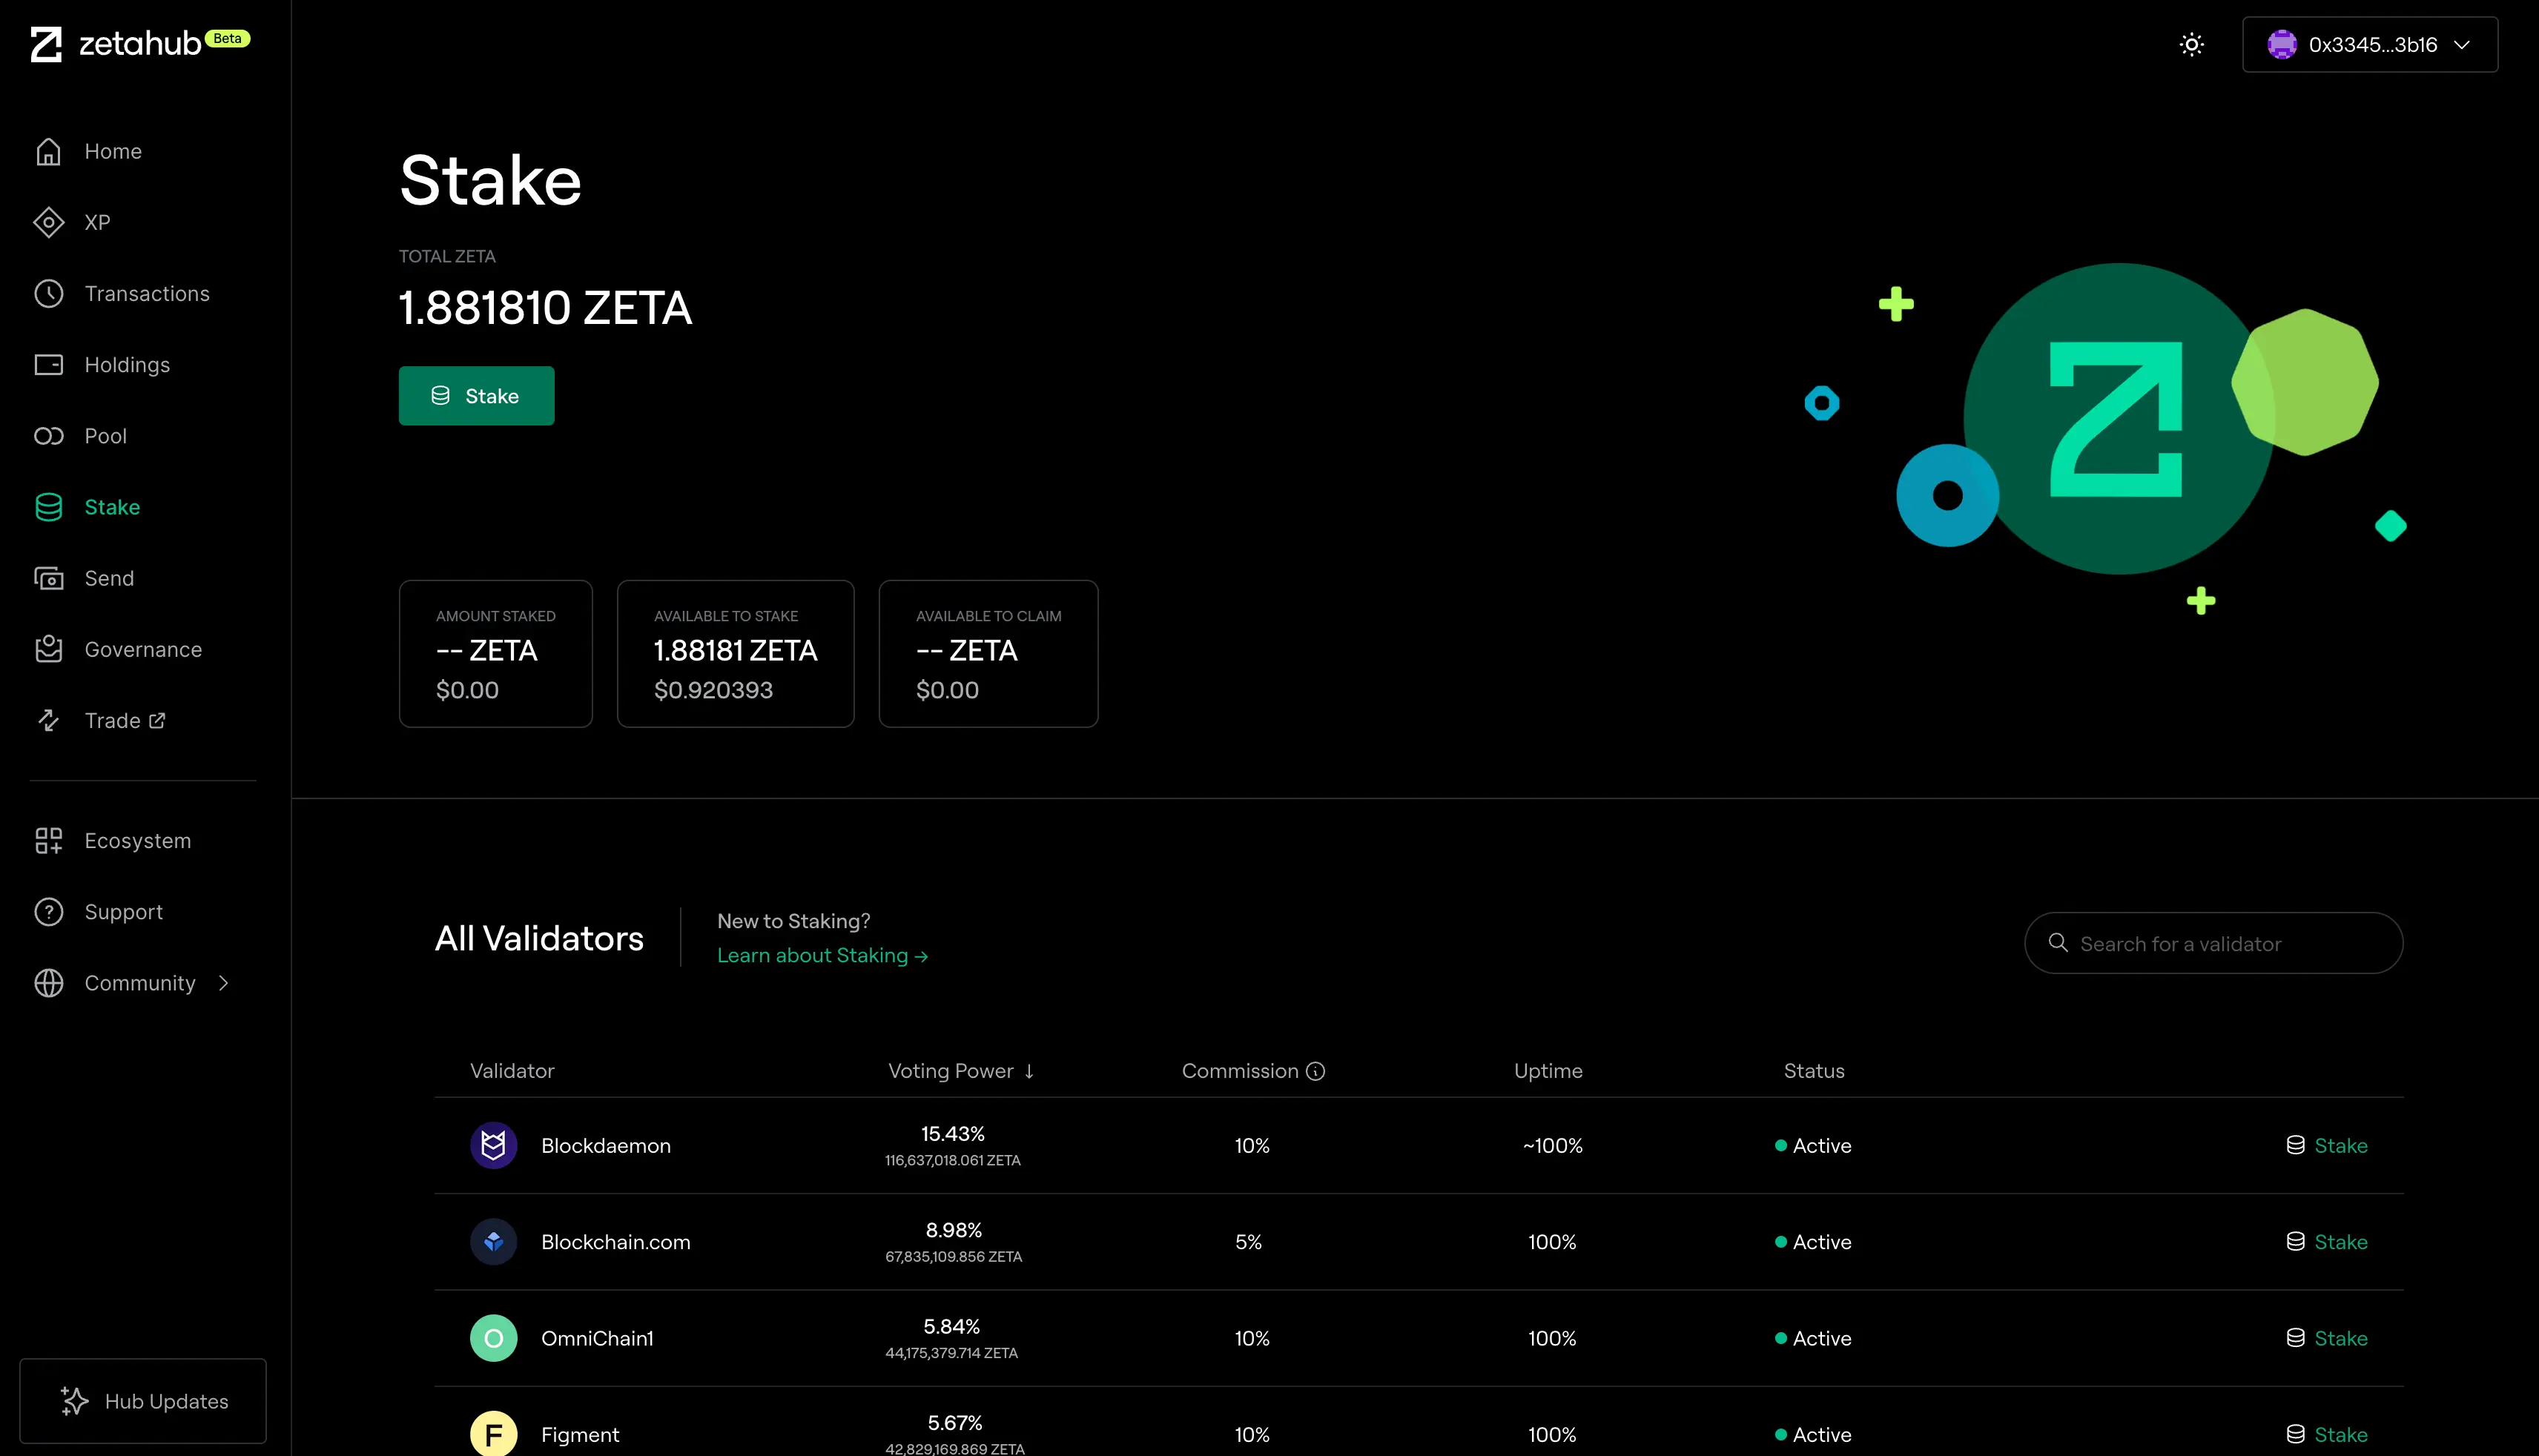 zetahub Beta
0x3345...3b16
Home
XP
Transactions
Holdings
Pool
Stake
Send
Governance
Trade
Ecosystem
Support
Community
Hub Updates
Stake
TOTAL ZETA
1.881810 ZETA
Stake
AMOUNT STAKED
-- ZETA
$0.00
AVAILABLE TO STAKE
1.88181 ZETA
$0.920393
AVAILABLE TO CLAIM
-- ZETA
$0.00
All Validators
New to Staking?
Learn about Staking →
Search for a validator
Validator Voting Power ↓ Commission Uptime Status
Blockdaemon 15.43% 10% ~100% Active Stake
116,637,018.061 ZETA
Blockchain.com 8.98% 5% 100% Active Stake
67,835,109.856 ZETA
O OmniChain1 5.84% 10% 100% Active Stake
44,175,379.714 ZETA
F Figment 5.67% 10% 100% Active Stake
42,829,169.869 ZETA